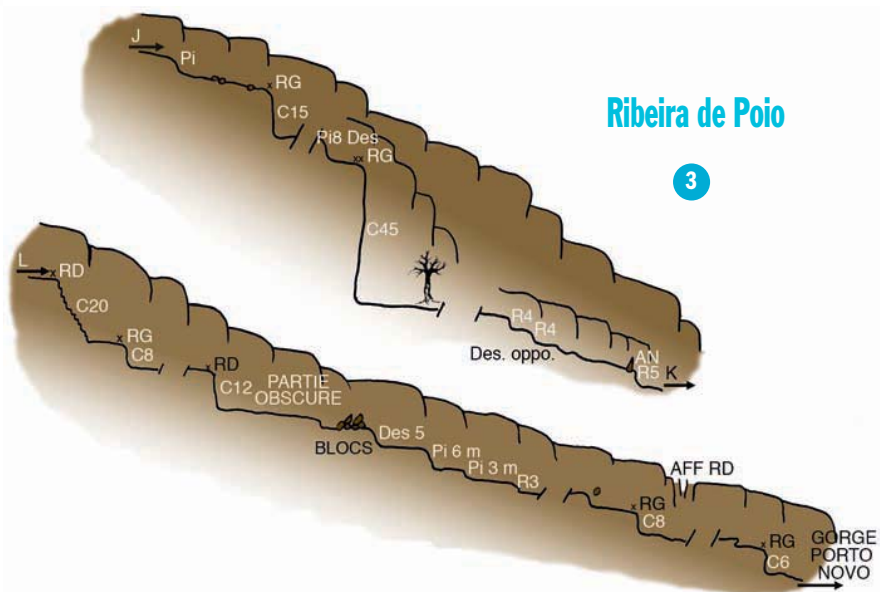 Ribeira de Poio
3
J
Pi
RG
C15
Pi8 Des
RG
C45
R4
R4
Des. oppo.
AN
R5
K
L
RD
C20
RG
C8
RD
C12
PARTIE
OBSCURE
BLOCS
Des 5
Pi 6 m
Pi 3 m
R3
AFF RD
RG
C8
RG
C6
GORGE
PORTO
NOVO